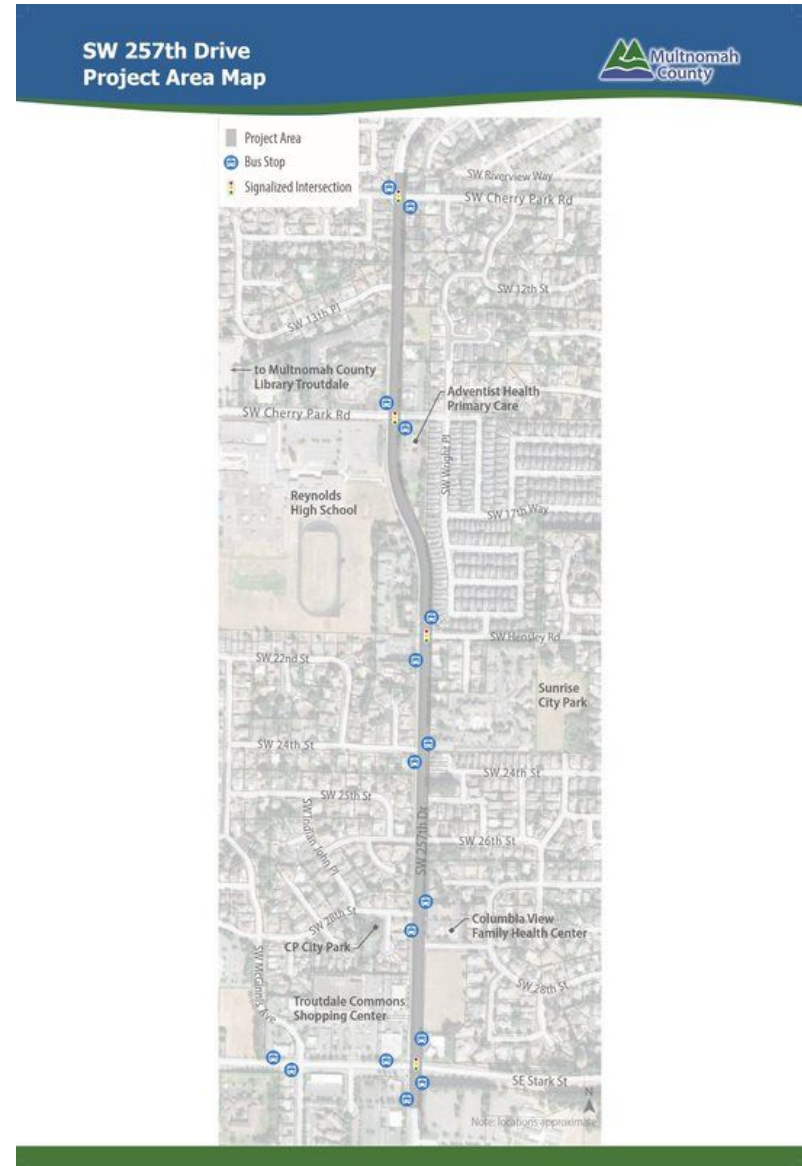 SW 257th Drive
Project Area Map
Multnomah
County
Project Area
Bus Stop
Signalized Intersection
SW Riverview Way
SW Cherry Park Rd
SW 12th St
SW 13th Pl
to Multnomah County
Library Troutdale
Adventist Health
Primary Care
SW Cherry Park Rd
SW Wright Pl
Reynolds
High School
SW 17th Way
SW Hensley Rd
SW 22nd St
Sunrise
City Park
SW 24th St
SW 24th St
SW 25th St
SW Indian John Pl
SW 257th Dr
SW 26th St
SW 28th St
Columbia View
Family Health Center
CP City Park
SW McGinnis Ave
SW 28th St
Troutdale Commons
Shopping Center
SE Stark St
N
Note: locations approximate